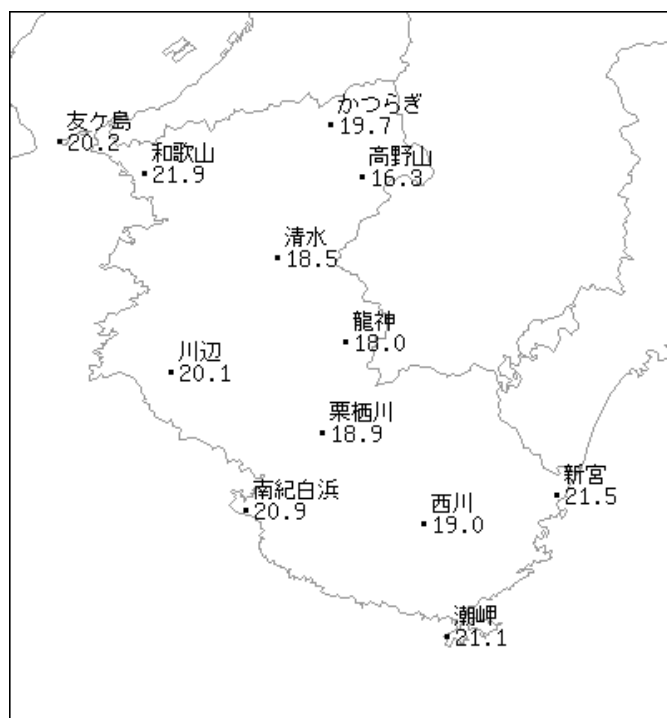 かつらぎ
19.7
友ケ島
20.2
和歌山
21.9
高野山
16.3
清水
18.5
龍神
18.0
川辺
20.1
栗栖川
18.9
南紀白浜
20.9
新宮
21.5
西川
19.0
潮岬
21.1